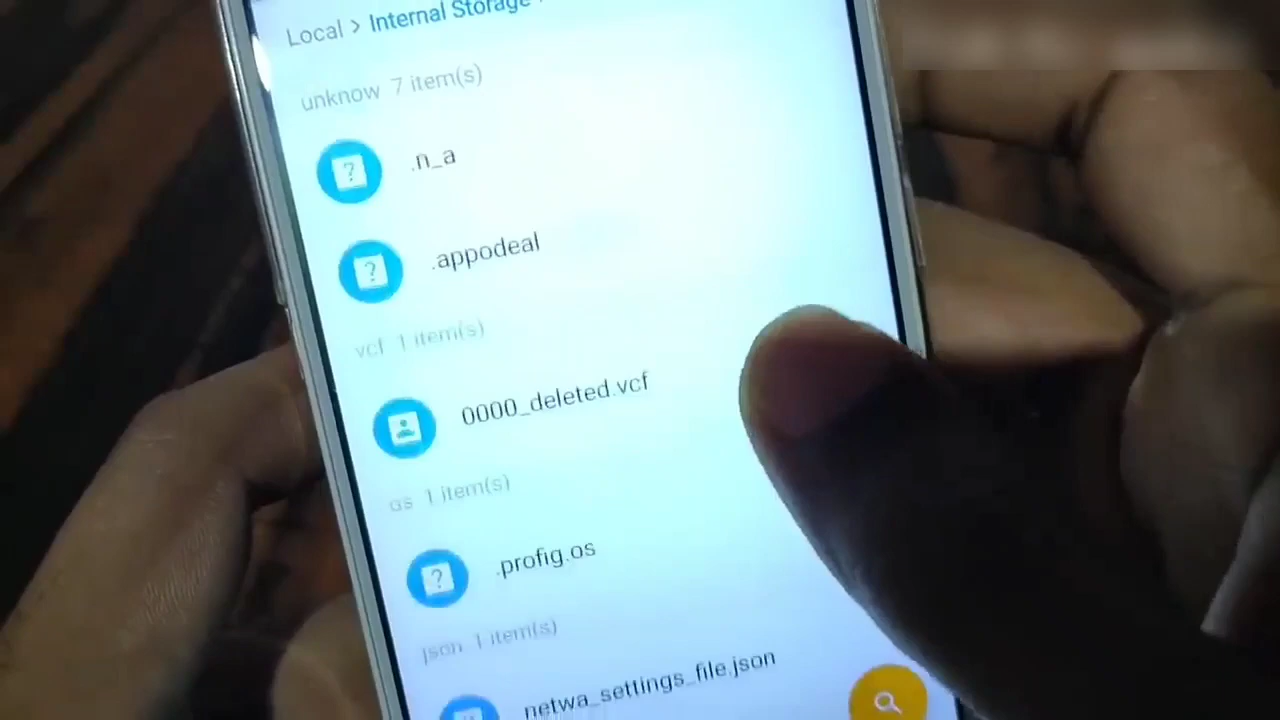 Local > Internal Storage
unknow 7 item(s)
.n_a
.appodeal
vcf 1 item(s)
0000_deleted.vcf
os 1 item(s)
.profig.os
json 1 item(s)
netwa_settings_file.json